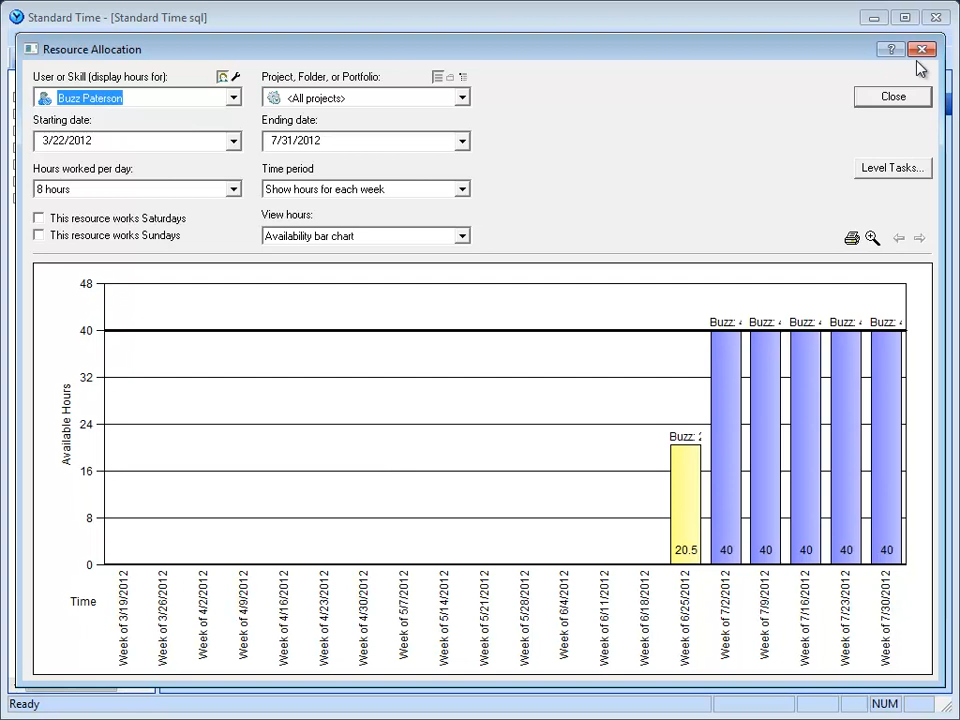 Standard Time - [Standard Time sql]
Resource Allocation
User or Skill (display hours for):
Project, Folder, or Portfolio:
Buzz Paterson
<All projects>
Close
Starting date:
Ending date:
3/22/2012
7/31/2012
Hours worked per day:
Time period
Level Tasks...
8 hours
Show hours for each week
This resource works Saturdays
View hours:
This resource works Sundays
Availability bar chart
48
40
32
24
16
8
0
Available Hours
Buzz:
Buzz:
Buzz:
Buzz:
Buzz:
Buzz:
20.5
40
40
40
40
40
Time
Week of 3/19/2012
Week of 3/26/2012
Week of 4/2/2012
Week of 4/9/2012
Week of 4/16/2012
Week of 4/23/2012
Week of 4/30/2012
Week of 5/7/2012
Week of 5/14/2012
Week of 5/21/2012
Week of 5/28/2012
Week of 6/4/2012
Week of 6/11/2012
Week of 6/18/2012
Week of 6/25/2012
Week of 7/2/2012
Week of 7/9/2012
Week of 7/16/2012
Week of 7/23/2012
Week of 7/30/2012
Ready
NUM